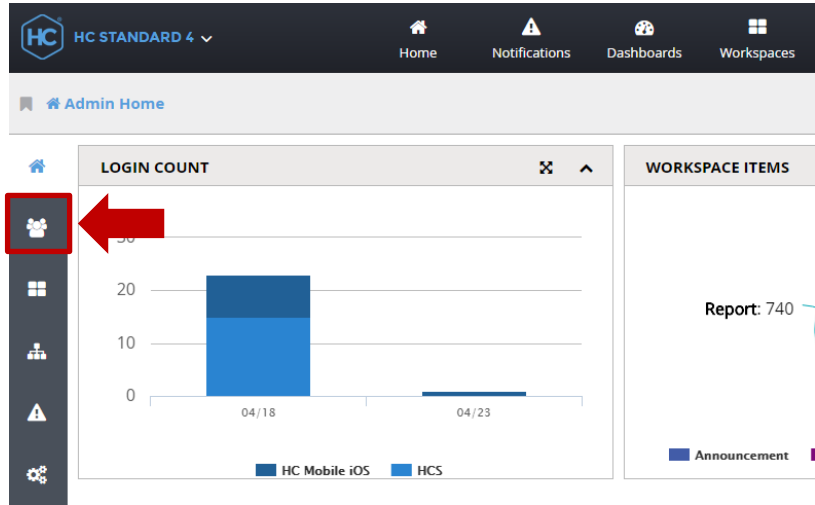 HC HC STANDARD 4
Home Notifications Dashboards Workspaces
Admin Home
LOGIN COUNT
WORKSPACE ITEMS
20
10
0
04/18 04/23
HC Mobile iOS HCS
Report: 740
Announcement